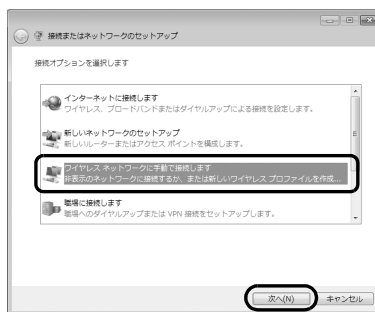 接続またはネットワークのセットアップ
接続オプションを選択します
インターネットに接続します
ワイヤレス、ブロードバンドまたはダイヤルアップによる接続を設定します。
新しいネットワークのセットアップ
新しいルーターまたはアクセス ポイントを構成します。
ワイヤレス ネットワークに手動で接続します
非表示のネットワークに接続するか、または新しいワイヤレス プロファイルを作成...
職場に接続します
職場へのダイヤルアップまたは VPN 接続をセットアップします。
次へ(N)
キャンセル